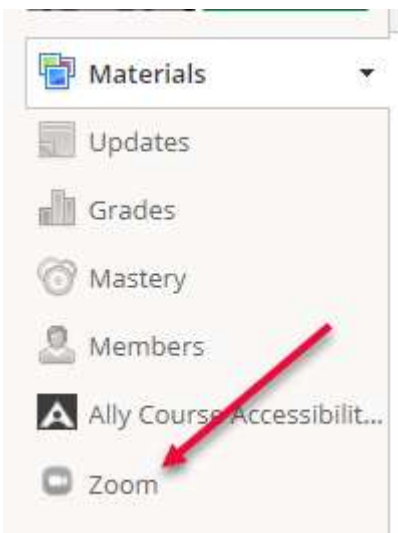 Materials
Updates
Grades
Mastery
Members
Ally Course Accessibilit...
Zoom